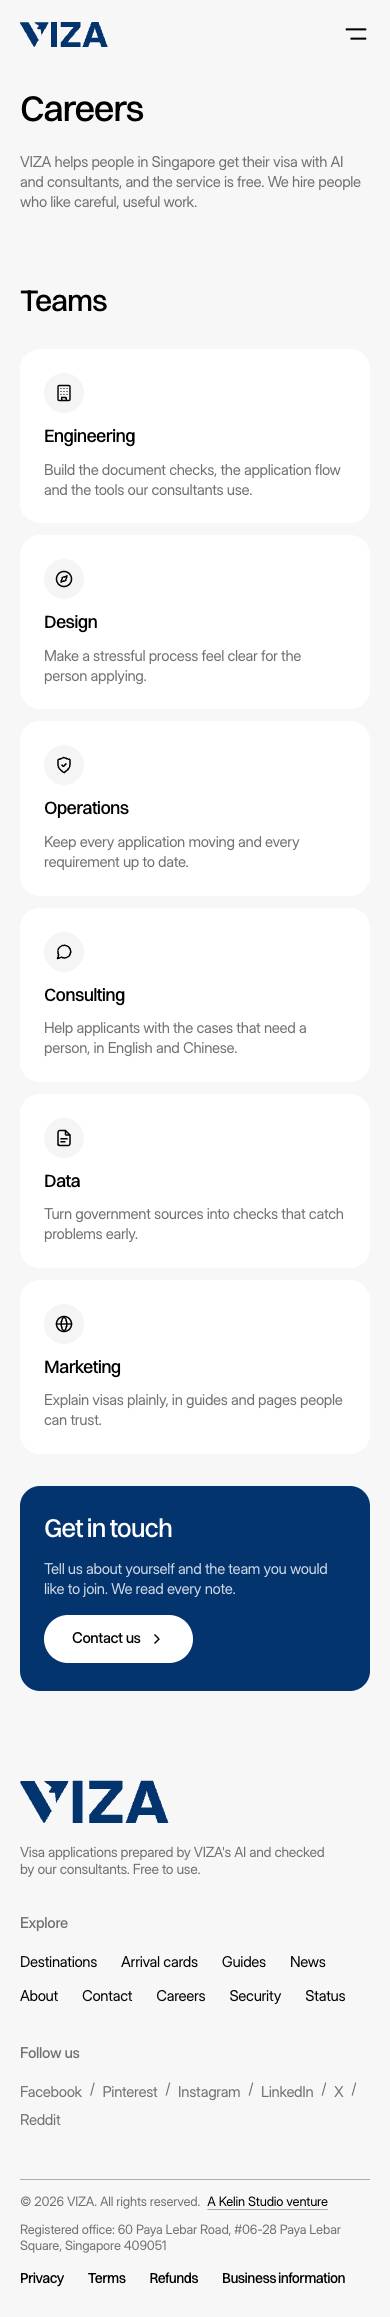 VIZA
Careers
VIZA helps people in Singapore get their visa with AI
and consultants, and the service is free. We hire people
who like careful, useful work.
Teams
Engineering
Build the document checks, the application flow
and the tools our consultants use.
Design
Make a stressful process feel clear for the
person applying.
Operations
Keep every application moving and every
requirement up to date.
Consulting
Help applicants with the cases that need a
person, in English and Chinese.
Data
Turn government sources into checks that catch
problems early.
Marketing
Explain visas plainly, in guides and pages people
can trust.
Get in touch
Tell us about yourself and the team you would
like to join. We read every note.
Contact us
VIZA
Visa applications prepared by VIZA's AI and checked
by our consultants. Free to use.
Explore
Destinations Arrival cards Guides News
About Contact Careers Security Status
Follow us
Facebook / Pinterest / Instagram / LinkedIn / X /
Reddit
© 2026 VIZA. All rights reserved. A Kelin Studio venture
Registered office: 60 Paya Lebar Road, #06-28 Paya Lebar
Square, Singapore 409051
Privacy Terms Refunds Business information